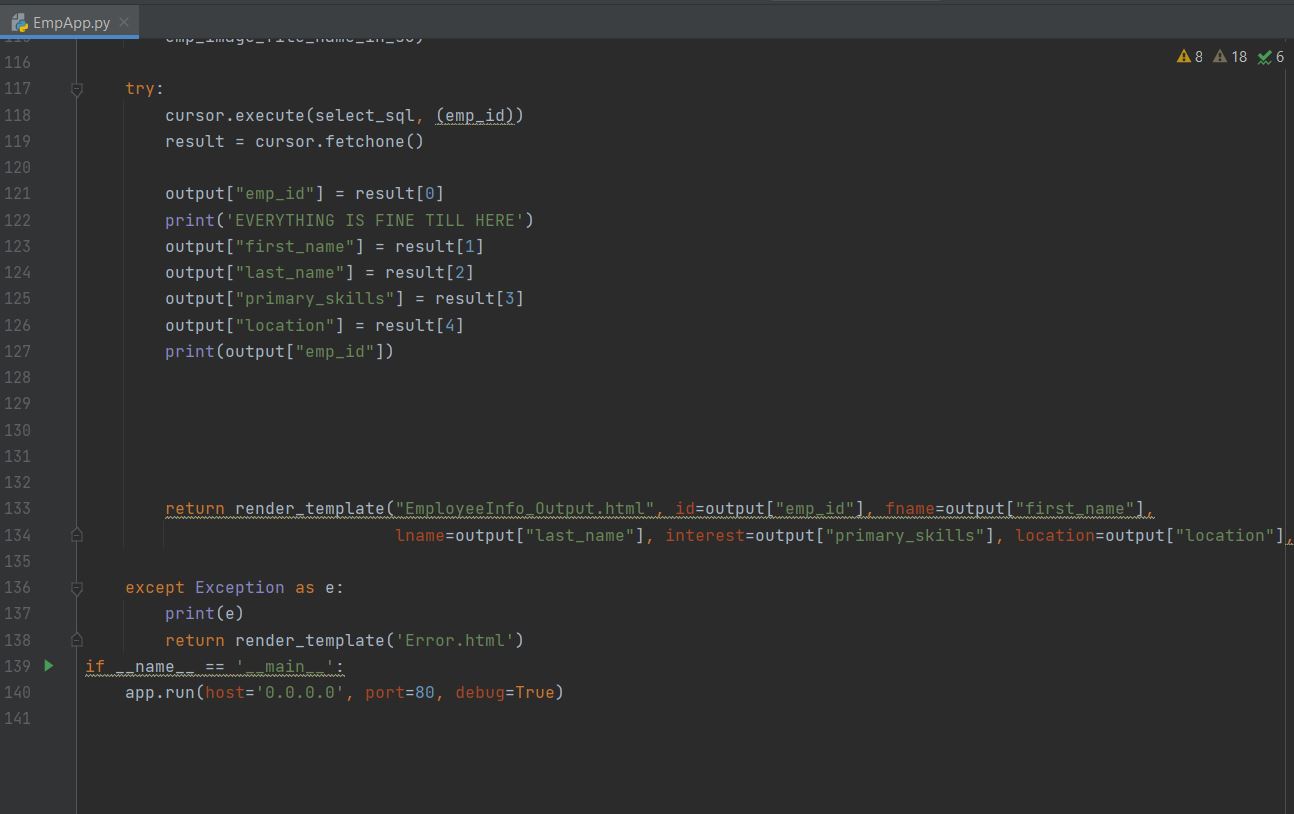 EmpApp.py
8 18 6
116
117 try:
118 cursor.execute(select_sql, (emp_id))
119 result = cursor.fetchone()
120
121 output["emp_id"] = result[0]
122 print('EVERYTHING IS FINE TILL HERE')
123 output["first_name"] = result[1]
124 output["last_name"] = result[2]
125 output["primary_skills"] = result[3]
126 output["location"] = result[4]
127 print(output["emp_id"])
128
129
130
131
132
133 return render_template("EmployeeInfo_Output.html", id=output["emp_id"], fname=output["first_name"],
134 lname=output["last_name"], interest=output["primary_skills"], location=output["location"],
135
136 except Exception as e:
137 print(e)
138 return render_template('Error.html')
139 if __name__ == '__main__':
140 app.run(host='0.0.0.0', port=80, debug=True)
141